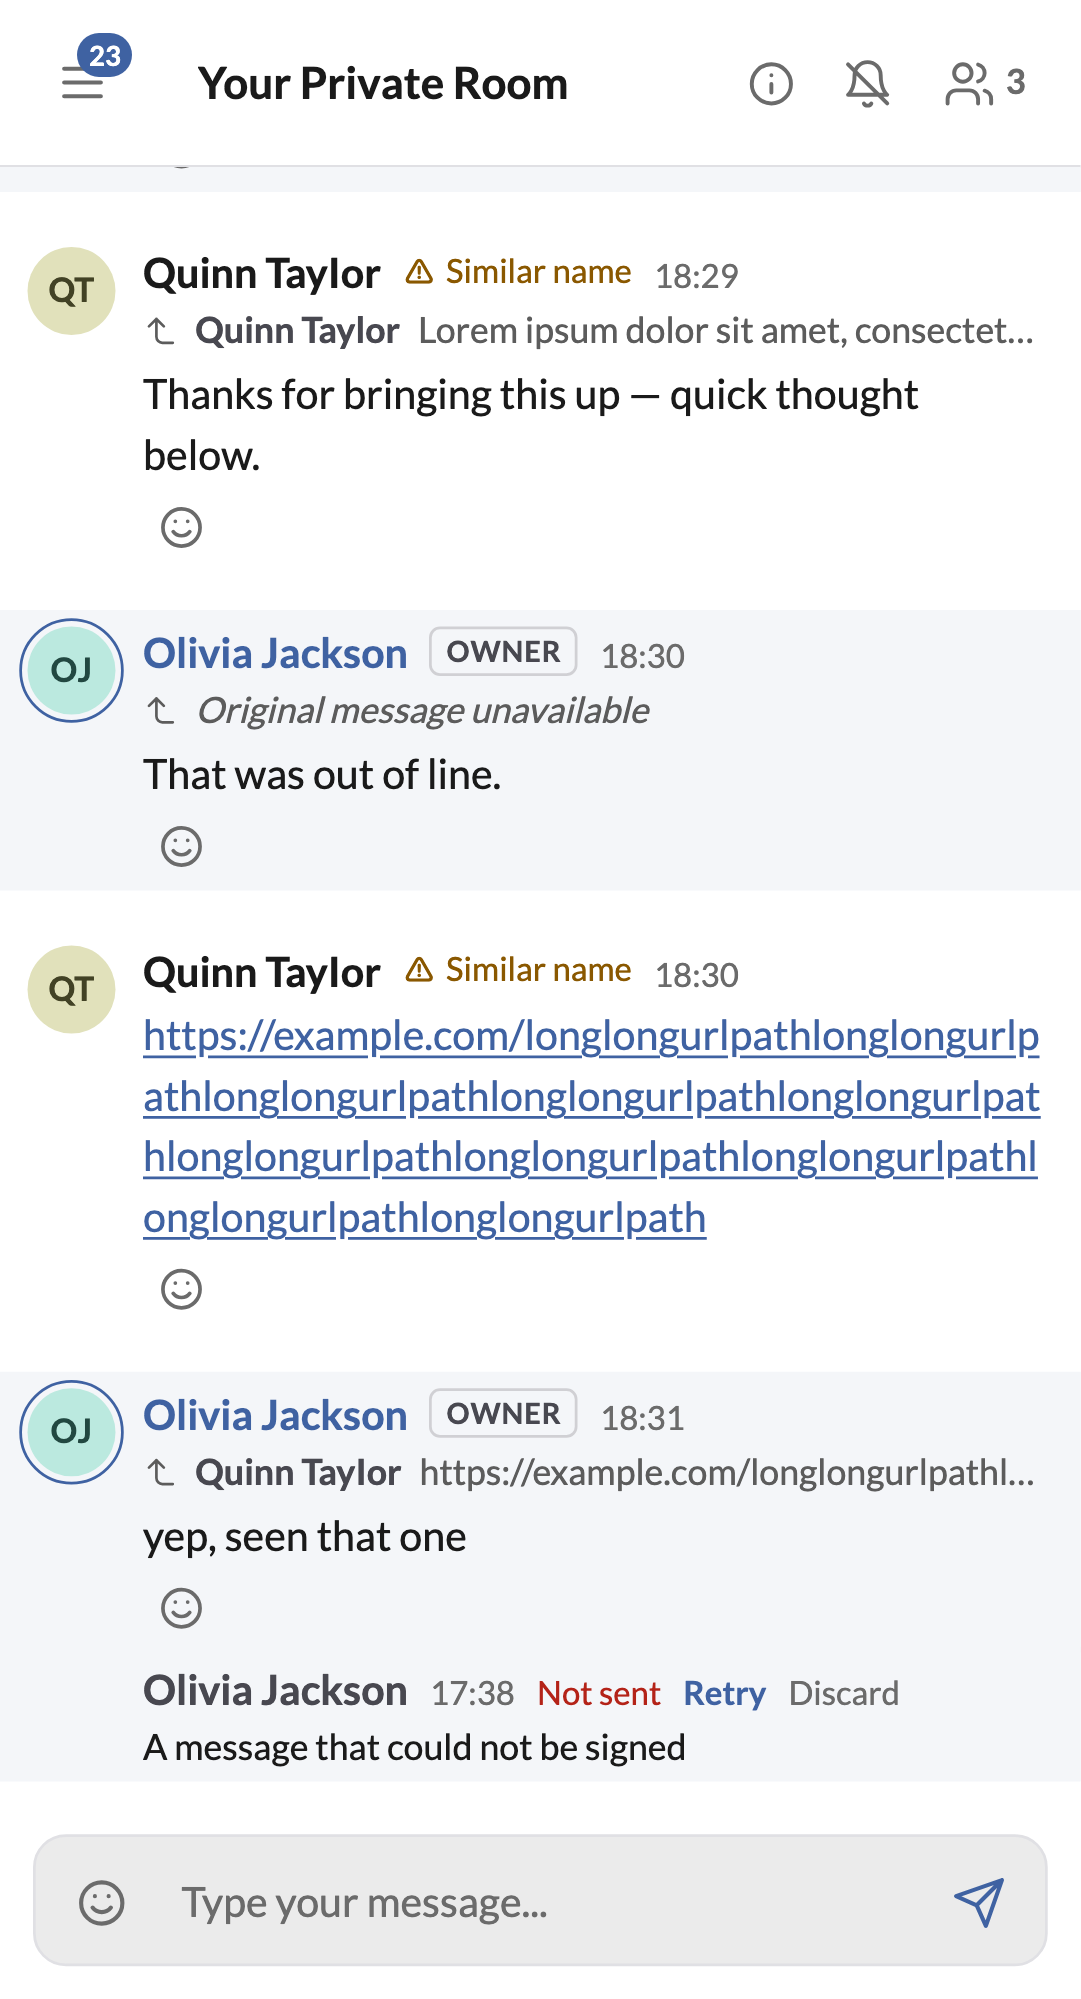 23
Your Private Room
3
QT
Quinn Taylor Similar name 18:29
Quinn Taylor Lorem ipsum dolor sit amet, consectet...
Thanks for bringing this up — quick thought
below.
OJ
Olivia Jackson OWNER 18:30
Original message unavailable
That was out of line.
QT
Quinn Taylor Similar name 18:30
https://example.com/longlongurlpathlonglongurlp
athlonglongurlpathlonglongurlpathlonglongurlpat
hlonglongurlpathlonglongurlpathlonglongurlpathl
onglongurlpathlonglongurlpath
OJ
Olivia Jackson OWNER 18:31
Quinn Taylor https://example.com/longlongurlpathl...
yep, seen that one
Olivia Jackson 17:38 Not sent Retry Discard
A message that could not be signed
Type your message...